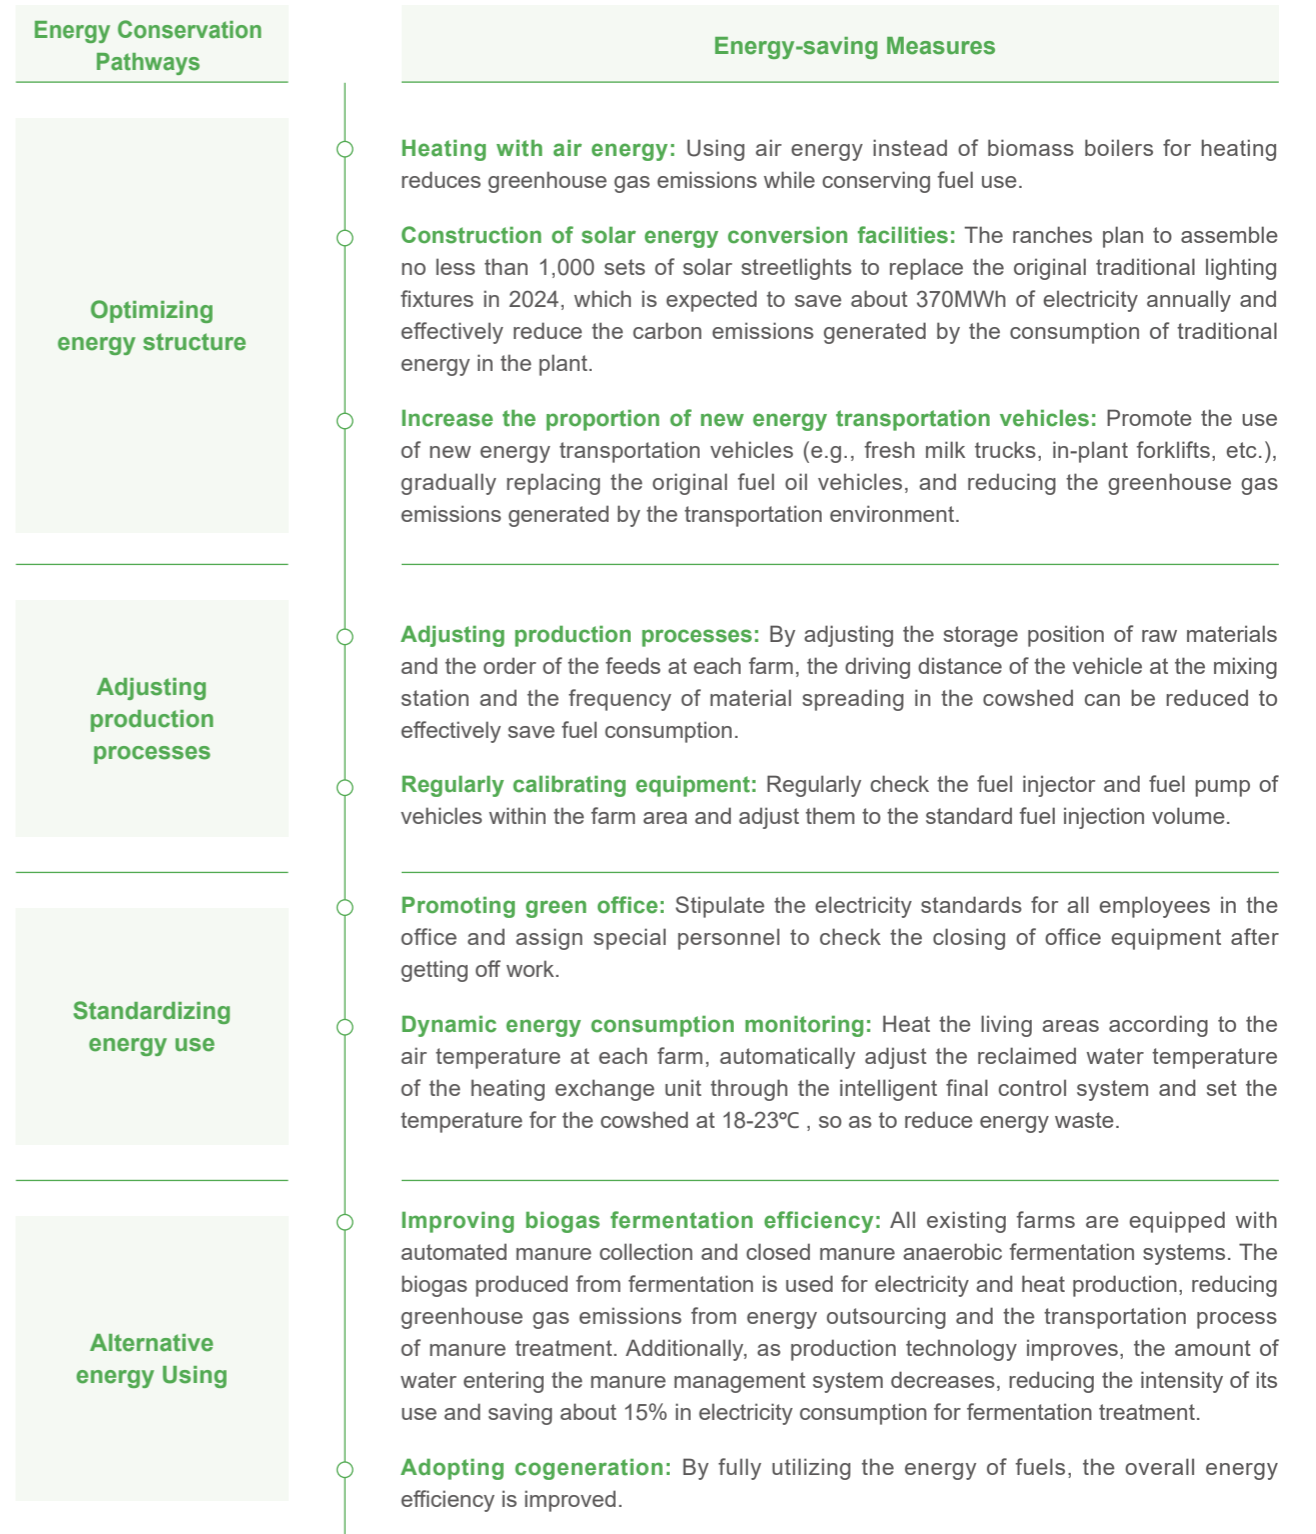 Energy Conservation
Pathways
Energy-saving Measures
Optimizing
energy structure
Heating with air energy: Using air energy instead of biomass boilers for heating
reduces greenhouse gas emissions while conserving fuel use.
Construction of solar energy conversion facilities: The ranches plan to assemble
no less than 1,000 sets of solar streetlights to replace the original traditional lighting
fixtures in 2024, which is expected to save about 370MWh of electricity annually and
effectively reduce the carbon emissions generated by the consumption of traditional
energy in the plant.
Increase the proportion of new energy transportation vehicles: Promote the use
of new energy transportation vehicles (e.g., fresh milk trucks, in-plant forklifts, etc.),
gradually replacing the original fuel oil vehicles, and reducing the greenhouse gas
emissions generated by the transportation environment.
Adjusting
production
processes
Adjusting production processes: By adjusting the storage position of raw materials
and the order of the feeds at each farm, the driving distance of the vehicle at the mixing
station and the frequency of material spreading in the cowshed can be reduced to
effectively save fuel consumption.
Regularly calibrating equipment: Regularly check the fuel injector and fuel pump of
vehicles within the farm area and adjust them to the standard fuel injection volume.
Standardizing
energy use
Promoting green office: Stipulate the electricity standards for all employees in the
office and assign special personnel to check the closing of office equipment after
getting off work.
Dynamic energy consumption monitoring: Heat the living areas according to the
air temperature at each farm, automatically adjust the reclaimed water temperature
of the heating exchange unit through the intelligent final control system and set the
temperature for the cowshed at 18-23℃ , so as to reduce energy waste.
Alternative
energy Using
Improving biogas fermentation efficiency: All existing farms are equipped with
automated manure collection and closed manure anaerobic fermentation systems. The
biogas produced from fermentation is used for electricity and heat production, reducing
greenhouse gas emissions from energy outsourcing and the transportation process
of manure treatment. Additionally, as production technology improves, the amount of
water entering the manure management system decreases, reducing the intensity of its
use and saving about 15% in electricity consumption for fermentation treatment.
Adopting cogeneration: By fully utilizing the energy of fuels, the overall energy
efficiency is improved.